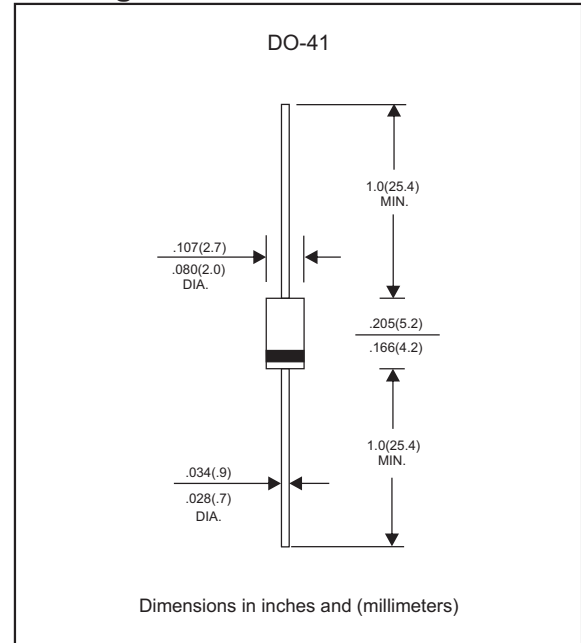 DO-41
1.0(25.4)
MIN.
.107(2.7)
.080(2.0)
DIA.
.205(5.2)
.166(4.2)
1.0(25.4)
MIN.
.034(.9)
.028(.7)
DIA.
Dimensions in inches and (millimeters)